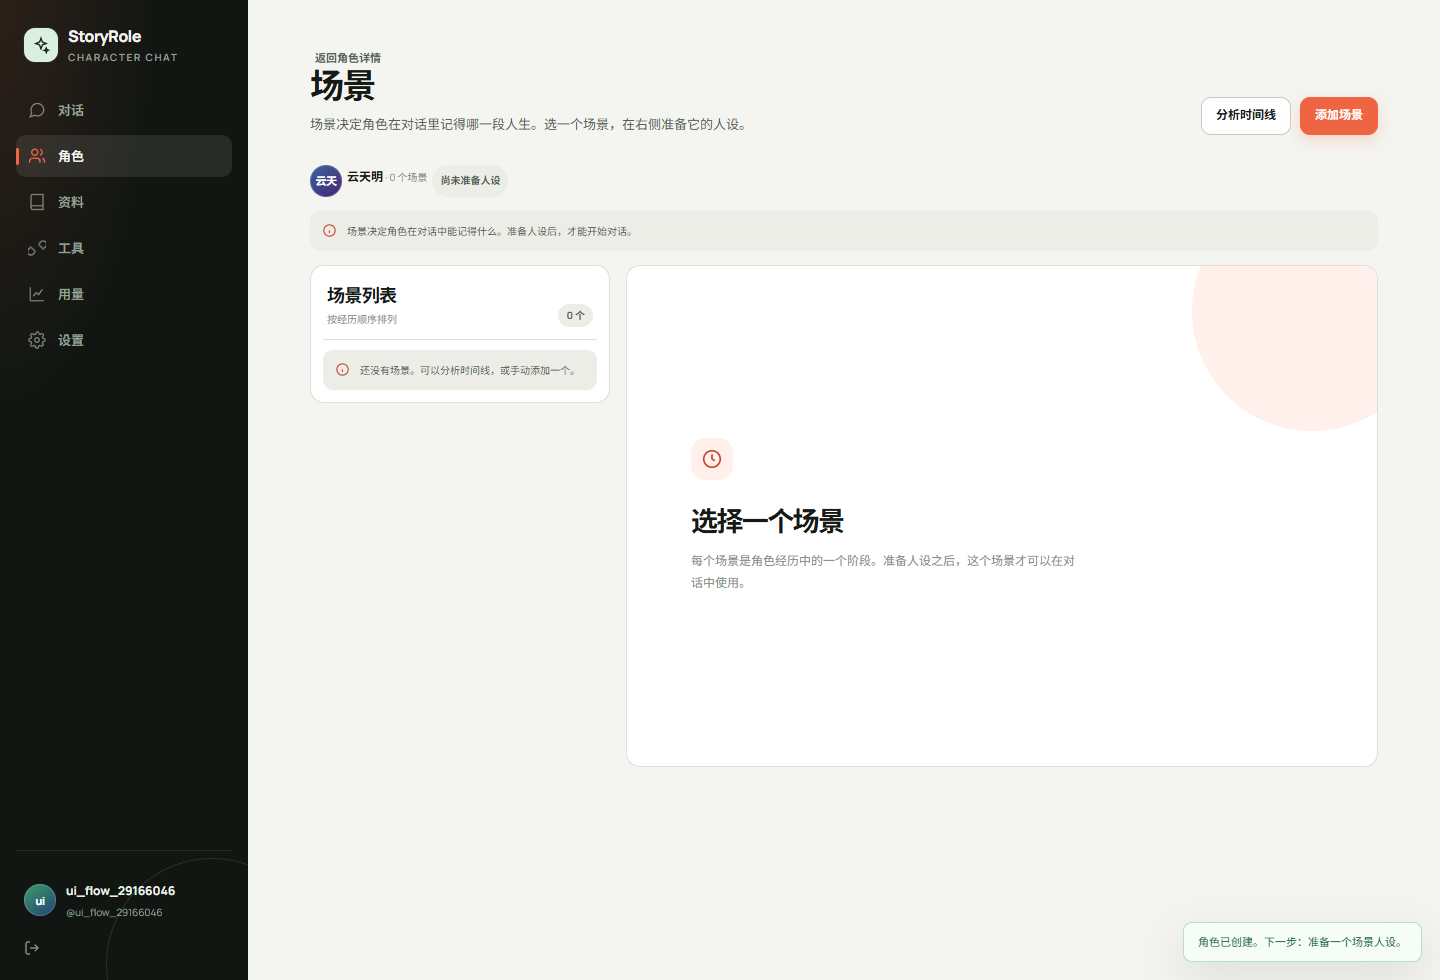 StoryRole
CHARACTER CHAT
对话
角色
资料
工具
用量
设置
ui
ui_flow_29166046
@ui_flow_29166046
返回角色详情
场景
场景决定角色在对话里记得哪一段人生。选一个场景，在右侧准备它的人设。
分析时间线
添加场景
云天
云天明 · 0 个场景
尚未准备人设
场景决定角色在对话中能记得什么。准备人设后，才能开始对话。
场景列表
按经历顺序排列
0 个
还没有场景。可以分析时间线，或手动添加一个。
选择一个场景
每个场景是角色经历中的一个阶段。准备人设之后，这个场景才可以在对
话中使用。
角色已创建。下一步：准备一个场景人设。